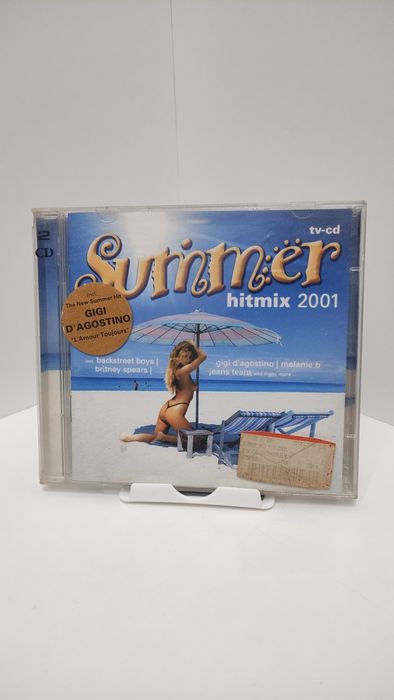 2
CD
tv-cd
Summer
hitmix 2001
incl.
The New Summer Hit
GIGI
D'AGOSTINO
"L'Amour Toujours"
incl. backstreet boys |
britney spears |
gigi d'agostino | melanie b
jeans team and many more